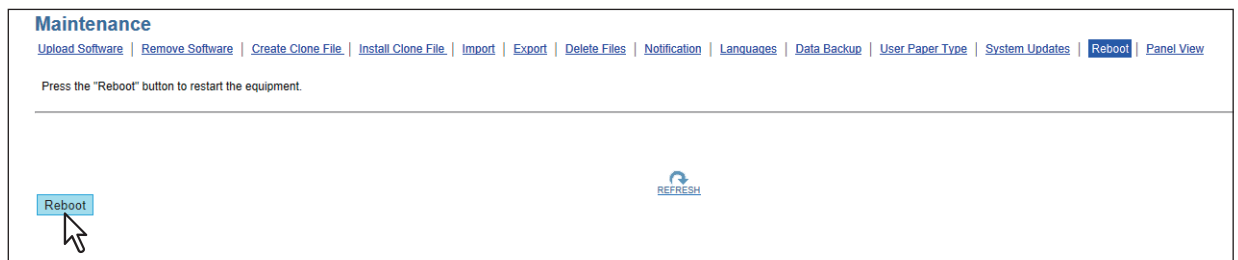 Maintenance
Upload Software | Remove Software | Create Clone File | Install Clone File | Import | Export | Delete Files | Notification | Languages | Data Backup | User Paper Type | System Updates | Reboot | Panel View
Press the "Reboot" button to restart the equipment.
REFRESH
Reboot